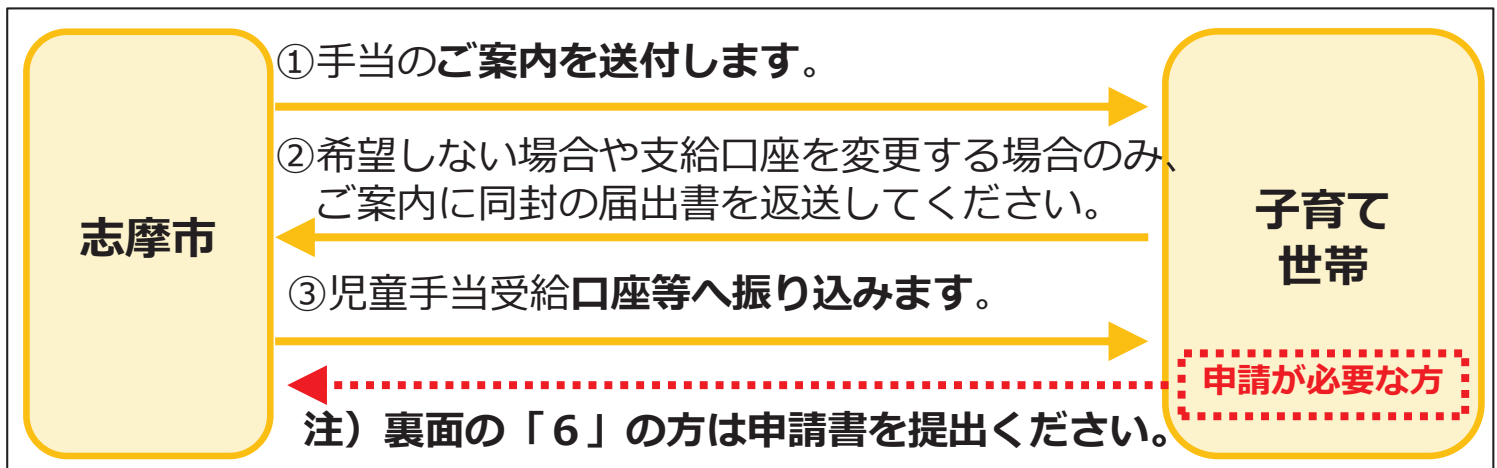 志摩市
①手当のご案内を送付します。
②希望しない場合や支給口座を変更する場合のみ、
ご案内に同封の届出書を返送してください。
③児童手当受給口座等へ振り込みます。
子育て
世帯
申請が必要な方
注）裏面の「６」の方は申請書を提出ください。